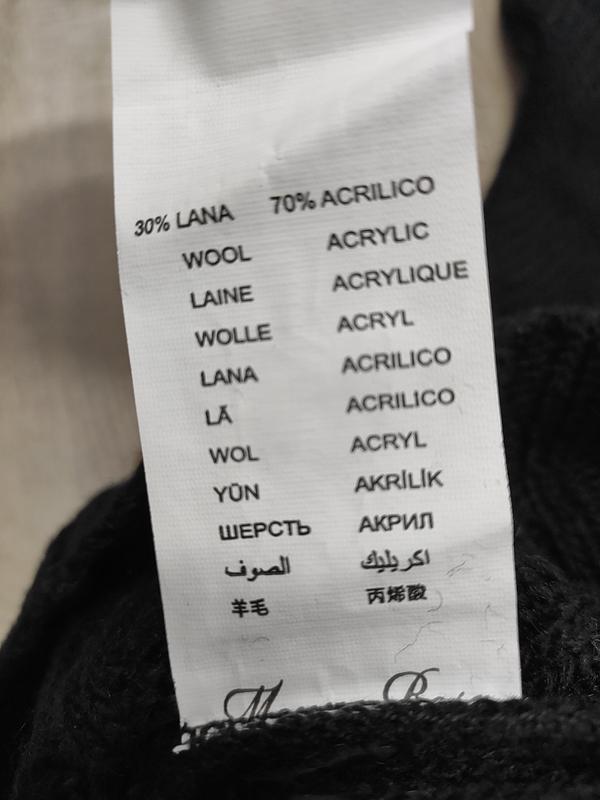 30% LANA 70% ACRILICO
WOOL ACRYLIC
LAINE ACRYLIQUE
WOLLE ACRYL
LANA ACRILICO
LÃ ACRILICO
WOL ACRYL
YŪN AKRİLİK
ШЕРСТЬ АКРИЛ
الصوف اكريليك
羊毛 丙烯酸